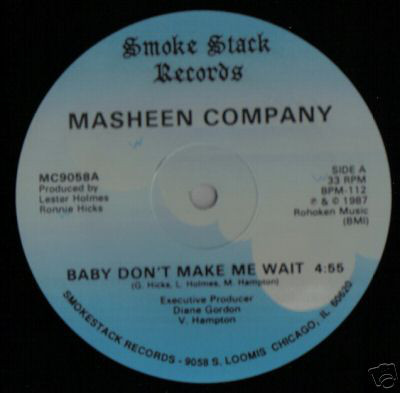 Smoke Stack
Records
MASHEEN COMPANY
MC9058A
Produced by
Lester Holmes
Ronnie Hicks
SIDE A
33 RPM
BPM-112
℗ & © 1987
Rohoken Music
(BMI)
BABY DON'T MAKE ME WAIT 4:55
(G. Hicks, L. Holmes, M. Hampton)
Executive Producer
Diane Gordon
V. Hampton
SMOKESTACK RECORDS - 9058 S. LOOMIS CHICAGO, IL 60620